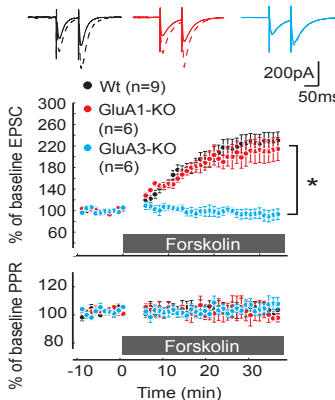 200pA
50ms
Wt (n=9)
GluA1-KO
(n=6)
GluA3-KO
(n=6)
% of baseline EPSC
300
260
220
180
140
100
60
*
Forskolin
% of baseline PPR
120
100
80
Forskolin
-10 0 10 20 30 40
Time (min)